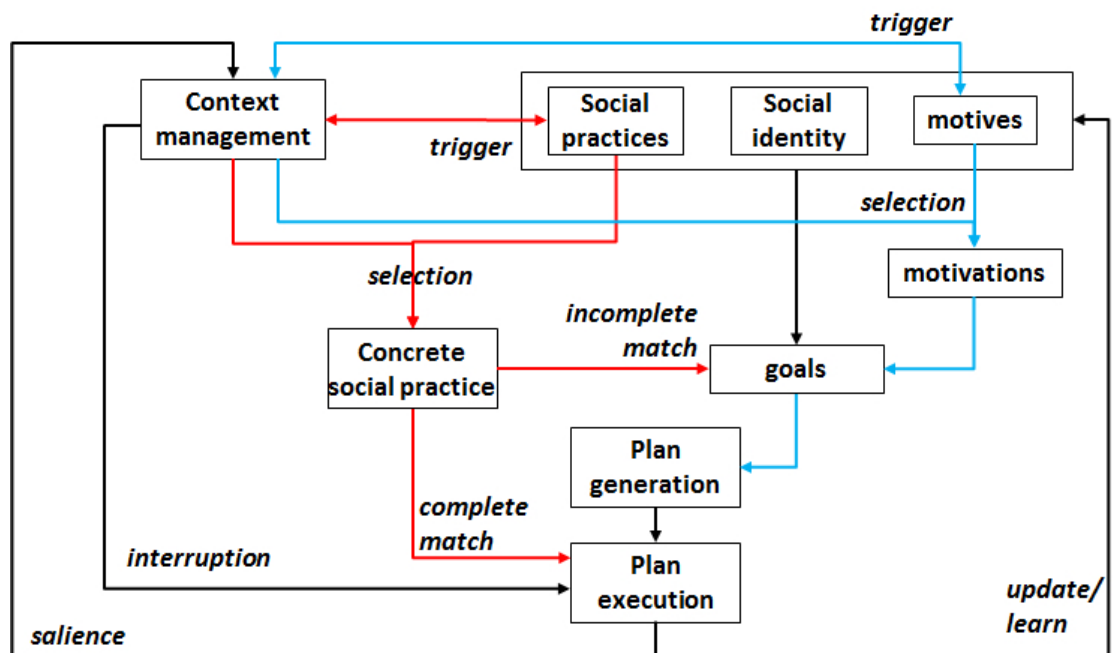 trigger
Context
management
Social
practices
Social
identity
motives
trigger
selection
selection
motivations
incomplete
match
Concrete
social practice
goals
Plan
generation
complete
match
interruption
Plan
execution
update/
learn
salience